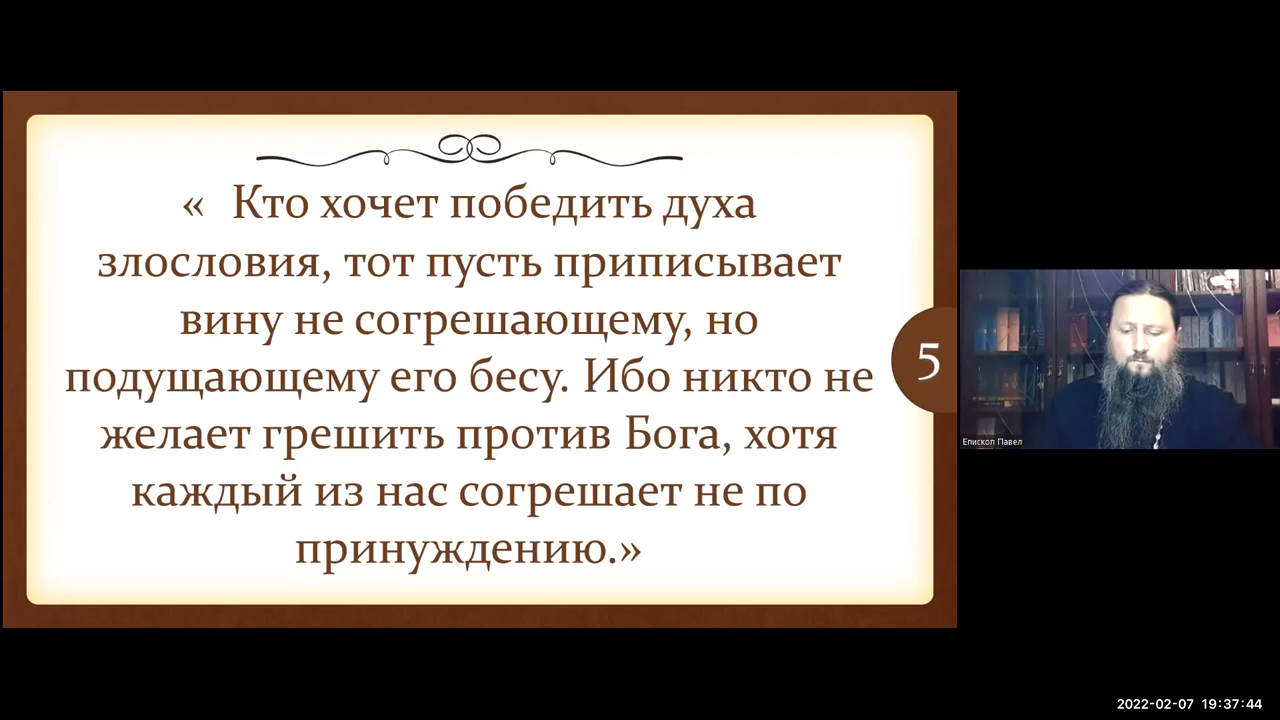 « Кто хочет победить духа
злословия, тот пусть приписывает
вину не согрешающему, но
подущающему его бесу. Ибо никто не
желает грешить против Бога, хотя
каждый из нас согрешает не по
принуждению.»
5
Епископ Павел
2022-02-07 19:37:44